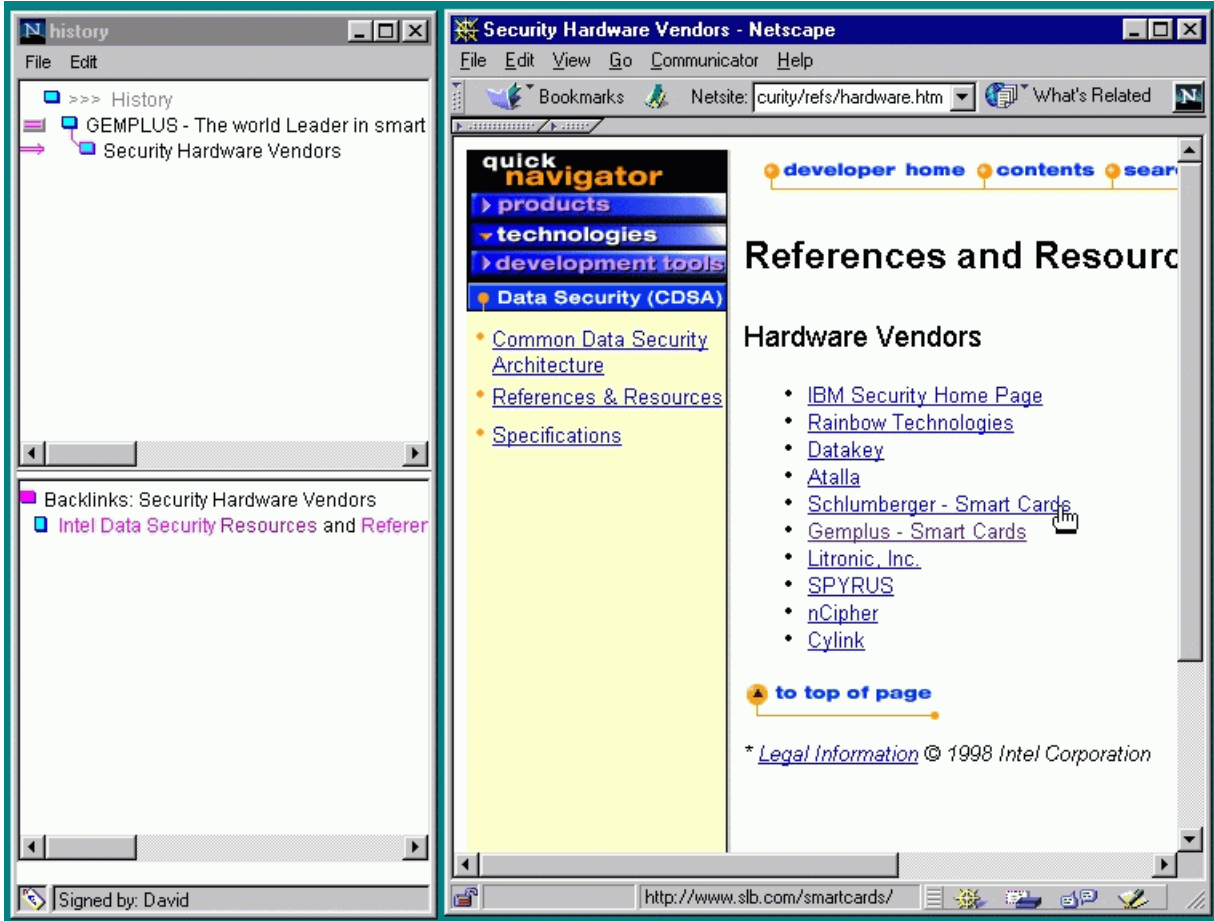 history
File Edit
>>> History
GEMPLUS - The world Leader in smart
Security Hardware Vendors
Backlinks: Security Hardware Vendors
Intel Data Security Resources and Referer
Signed by: David
Security Hardware Vendors - Netscape
File Edit View Go Communicator Help
Bookmarks Netsite: curity/refs/hardware.htm What's Related
quick
navigator
products
technologies
development tools
Data Security (CDSA)
Common Data Security
Architecture
References & Resources
Specifications
developer home contents sear
References and Resourc
Hardware Vendors
• IBM Security Home Page
• Rainbow Technologies
• Datakey
• Atalla
• Schlumberger - Smart Cards
• Gemplus - Smart Cards
• Litronic, Inc.
• SPYRUS
• nCipher
• Cylink
to top of page
* Legal Information © 1998 Intel Corporation
http://www.slb.com/smartcards/